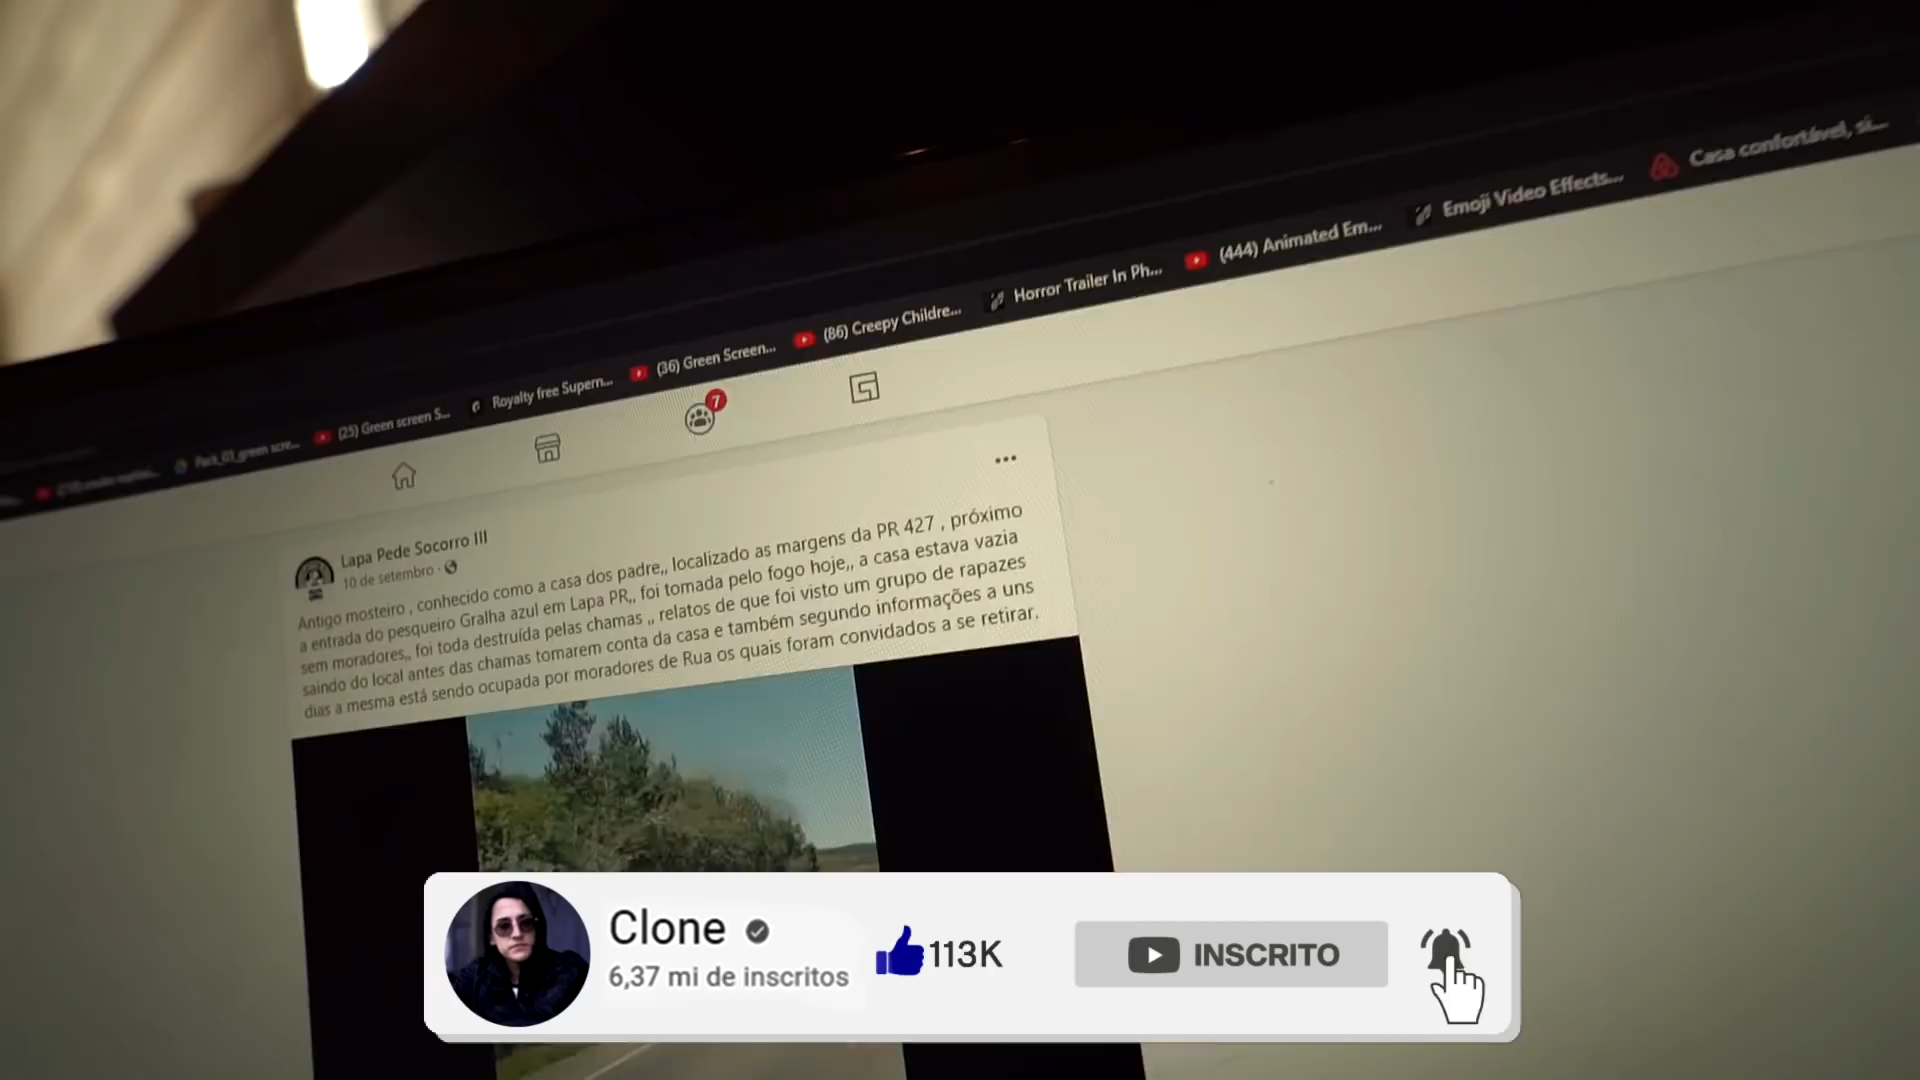 Pack_03_green scre...
(25) Green screen S...
Royalty free Supern...
(36) Green Screen...
(86) Creepy Childre...
Horror Trailer In Ph...
(444) Animated Em...
Emoji Video Effects...
Casa confortável, si...
7
Lapa Pede Socorro III
10 de setembro ·
Antigo mosteiro , conhecido como a casa dos padre,, localizado as margens da PR 427 , próximo
a entrada do pesqueiro Gralha azul em Lapa PR,, foi tomada pelo fogo hoje,, a casa estava vazia
sem moradores,, foi toda destruída pelas chamas ,, relatos de que foi visto um grupo de rapazes
saindo do local antes das chamas tomarem conta da casa e também segundo informações a uns
dias a mesma está sendo ocupada por moradores de Rua os quais foram convidados a se retirar.
Clone
6,37 mi de inscritos
113K
INSCRITO